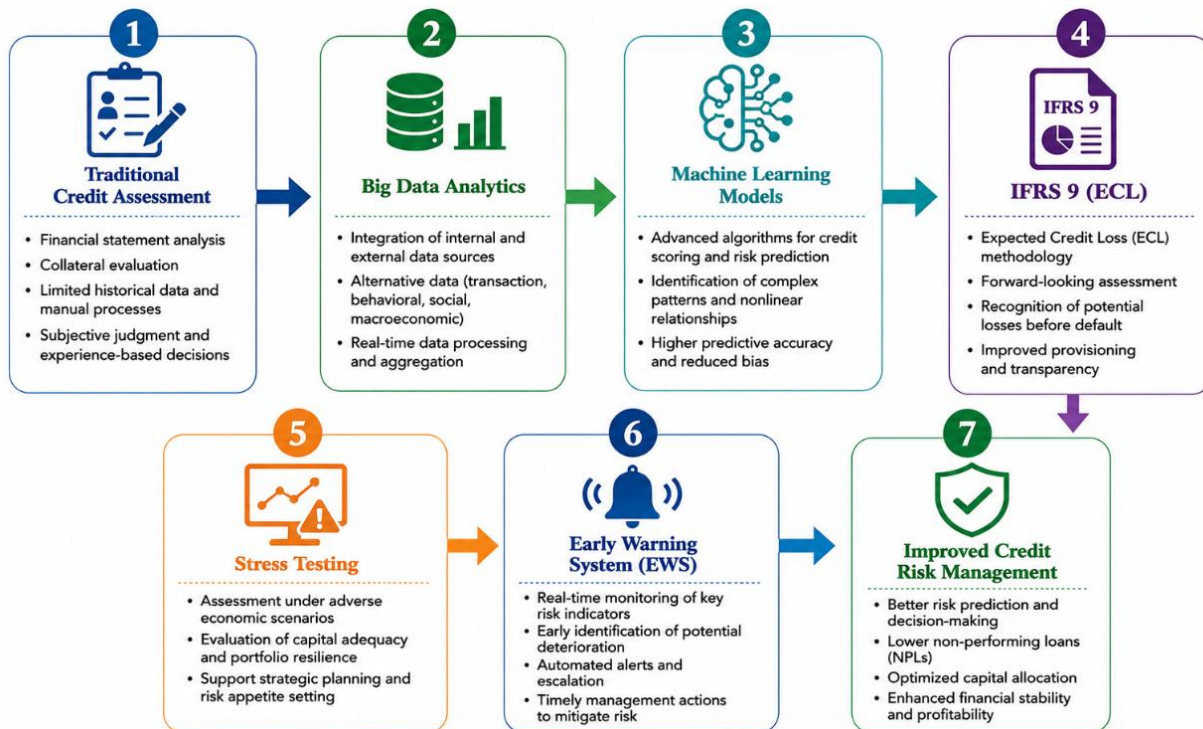 1
Traditional
Credit Assessment
• Financial statement analysis
• Collateral evaluation
• Limited historical data and
manual processes
• Subjective judgment and
experience-based decisions
2
Big Data Analytics
• Integration of internal and
external data sources
• Alternative data (transaction,
behavioral, social,
macroeconomic)
• Real-time data processing
and aggregation
3
Machine Learning
Models
• Advanced algorithms for credit
scoring and risk prediction
• Identification of complex
patterns and nonlinear
relationships
• Higher predictive accuracy
and reduced bias
4
IFRS 9
IFRS 9 (ECL)
• Expected Credit Loss (ECL)
methodology
• Forward-looking assessment
• Recognition of potential
losses before default
• Improved provisioning
and transparency
5
Stress Testing
• Assessment under adverse
economic scenarios
• Evaluation of capital adequacy
and portfolio resilience
• Support strategic planning and
risk appetite setting
6
Early Warning
System (EWS)
• Real-time monitoring of key
risk indicators
• Early identification of potential
deterioration
• Automated alerts and
escalation
• Timely management actions
to mitigate risk
7
Improved Credit
Risk Management
• Better risk prediction and
decision-making
• Lower non-performing loans
(NPLs)
• Optimized capital allocation
• Enhanced financial stability
and profitability